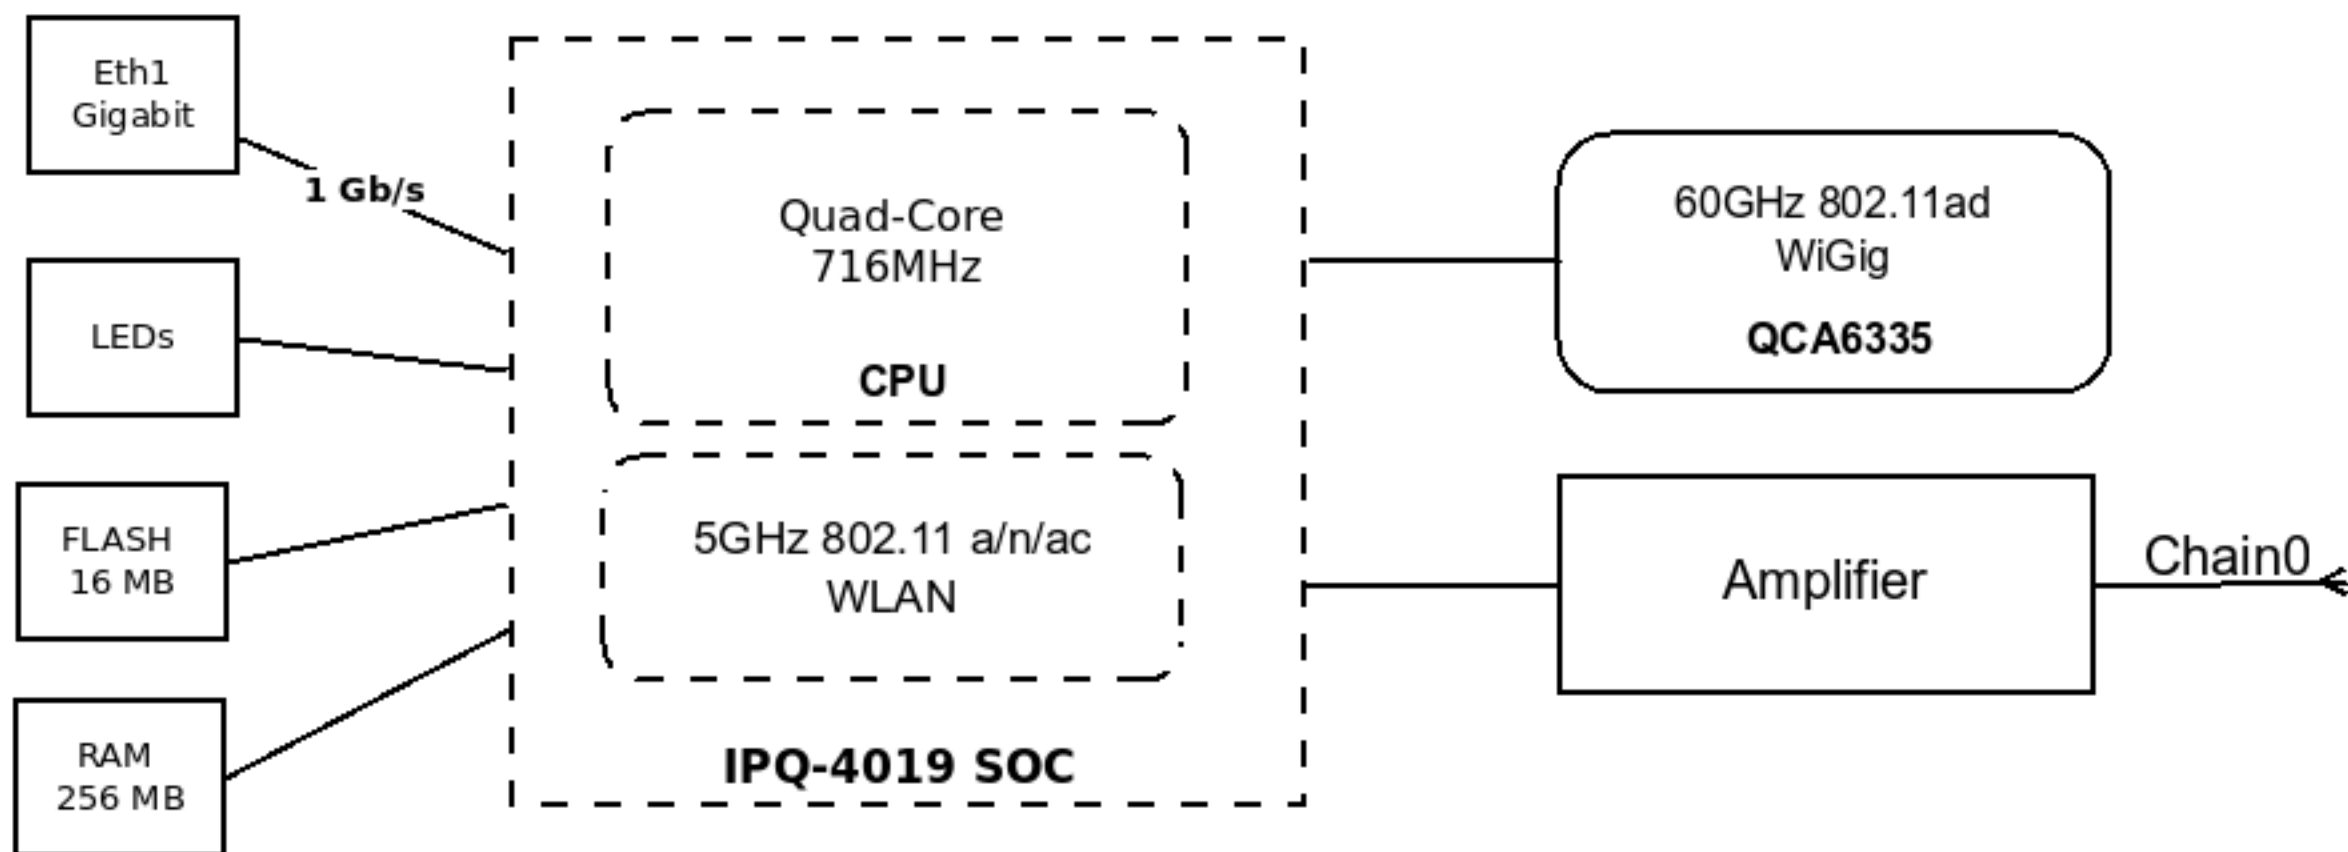 Eth1
Gigabit
1 Gb/s
LEDs
FLASH
16 MB
RAM
256 MB
Quad-Core
716MHz
CPU
5GHz 802.11 a/n/ac
WLAN
IPQ-4019 SOC
60GHz 802.11ad
WiGig
QCA6335
Amplifier
Chain0